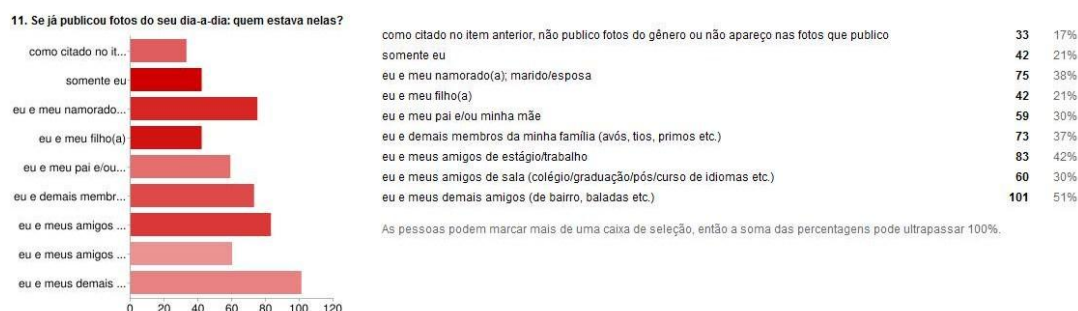 11. Se já publicou fotos do seu dia-a-dia: quem estava nelas?
como citado no it...
somente eu
eu e meu namorado...
eu e meu filho(a)
eu e meu pai e/ou...
eu e demais membr...
eu e meus amigos ...
eu e meus amigos ...
eu e meus demais ...
0 20 40 60 80 100 120
como citado no item anterior, não publico fotos do gênero ou não apareço nas fotos que publico 33 17%
somente eu 42 21%
eu e meu namorado(a); marido/esposa 75 38%
eu e meu filho(a) 42 21%
eu e meu pai e/ou minha mãe 59 30%
eu e demais membros da minha família (avós, tios, primos etc.) 73 37%
eu e meus amigos de estágio/trabalho 83 42%
eu e meus amigos de sala (colégio/graduação/pós/curso de idiomas etc.) 60 30%
eu e meus demais amigos (de bairro, baladas etc.) 101 51%
As pessoas podem marcar mais de uma caixa de seleção, então a soma das percentagens pode ultrapassar 100%.